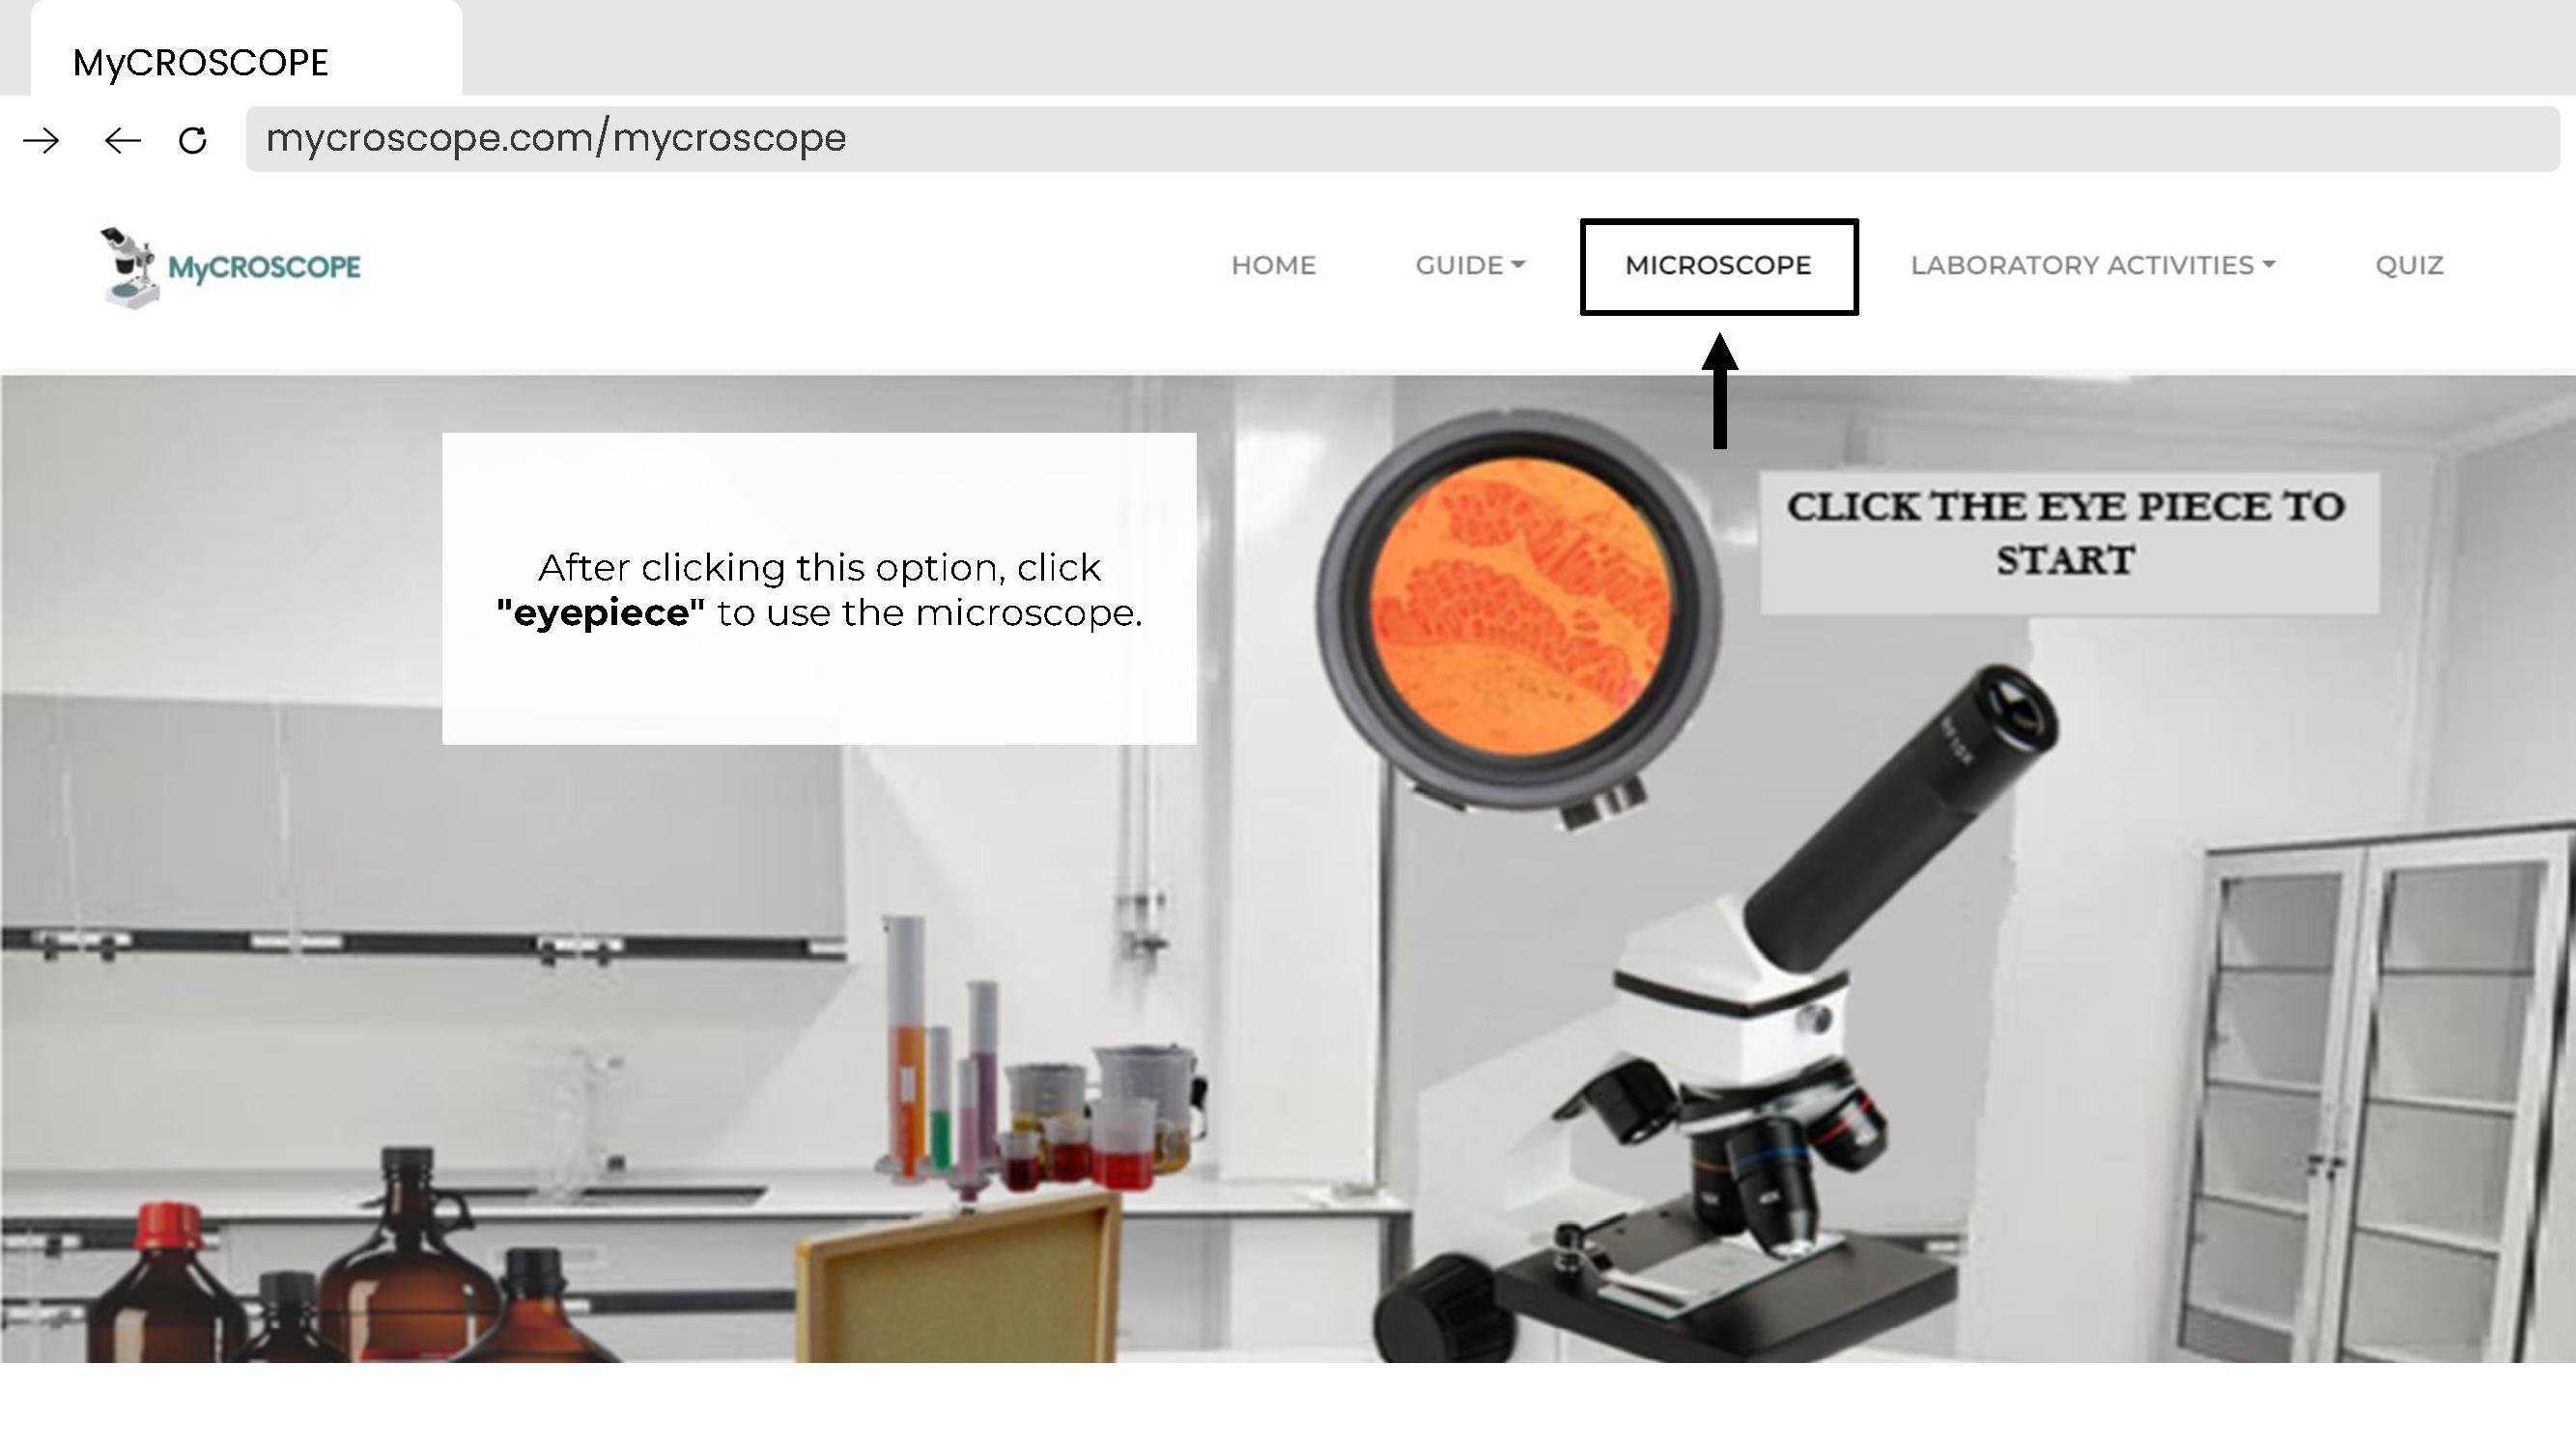 MyCROSCOPE
mycroscope.com/mycroscope
MyCROSCOPE
HOME
GUIDE
MICROSCOPE
LABORATORY ACTIVITIES
QUIZ
After clicking this option, click
"eyepiece" to use the microscope.
CLICK THE EYE PIECE TO
START